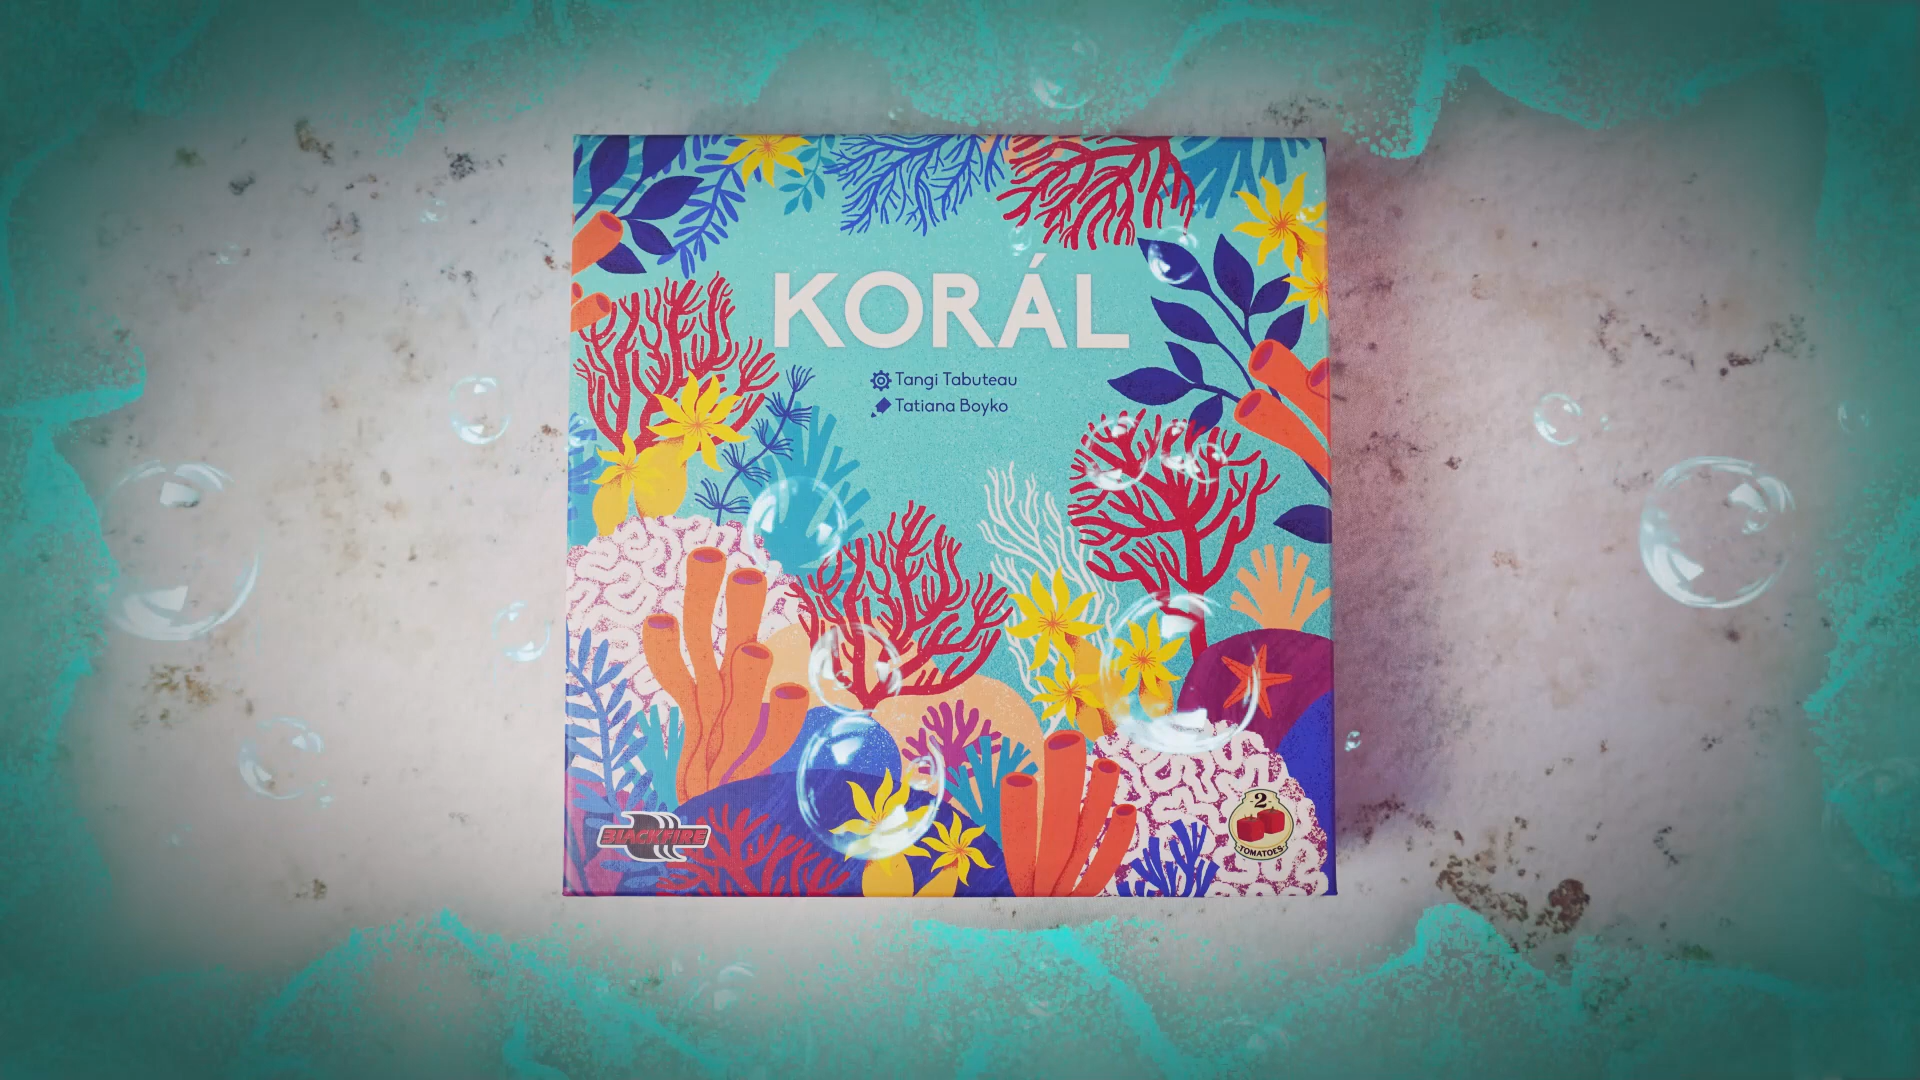 KORÁL
Tangi Tabuteau
Tatiana Boyko
BLACKFIRE
2
TOMATOES